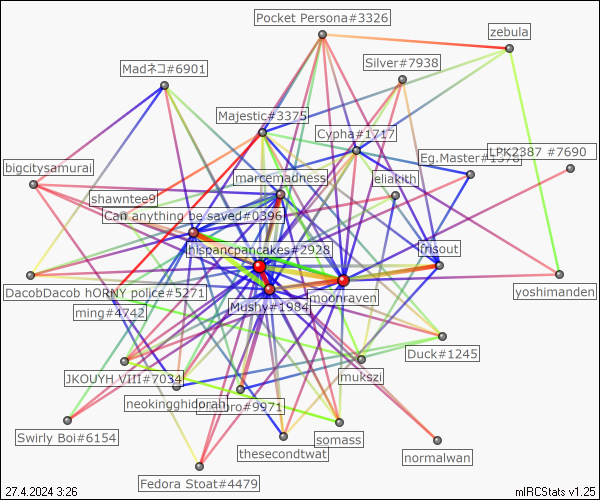 Pocket Persona#3326
zebula
Silver#7938
Madネコ#6901
Majestic#3375
Cypha#1717
LPK2387 #7690
Eg.Master#1378
bigcitysamurai
marcemadness
eliakith
shawntee9
Can anything be saved#0396
hispancpancakes#2928
frisout
DacobDacob hORNY police#5271
yoshimanden
moonraven
Mushy#1984
ming#4742
Duck#1245
JKOUYH VIII#7034
mukszi
neokingghidorah
#9971
Swirly Boi#6154
somass
thesecondtwat
normalwan
Fedora Stoat#4479
27.4.2024 3:26
mIRCStats v1.25